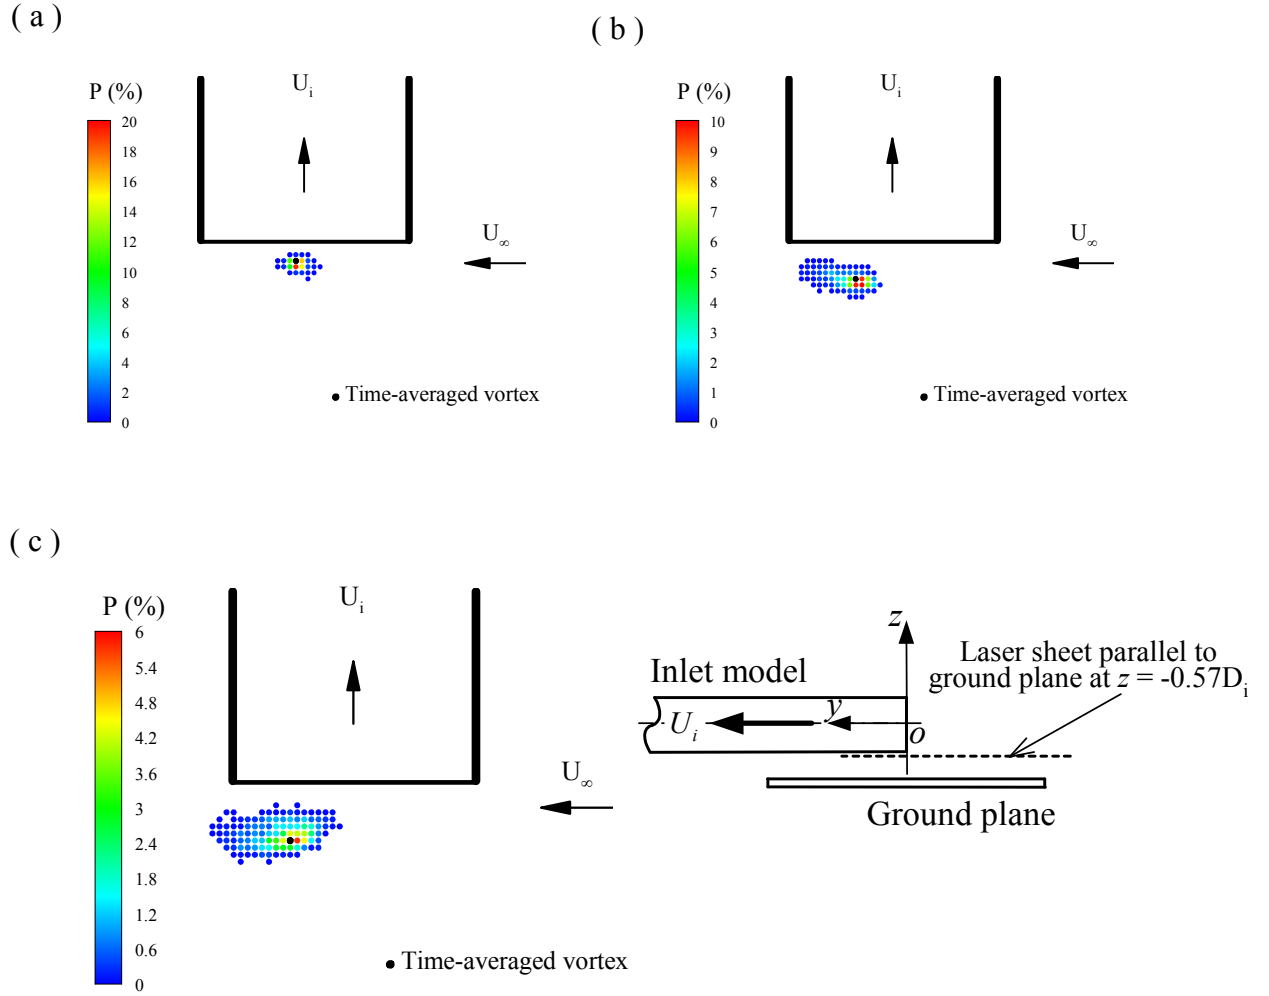 ( a )
P (%)
20
18
16
14
12
10
8
6
4
2
0
U_i
U_∞
Time-averaged vortex
( b )
P (%)
10
9
8
7
6
5
4
3
2
1
0
U_i
U_∞
Time-averaged vortex
( c )
P (%)
6
5.4
4.8
4.2
3.6
3
2.4
1.8
1.2
0.6
0
U_i
U_∞
Time-averaged vortex
z
Laser sheet parallel to
ground plane at z = -0.57D_i
Inlet model
y
U_i
o
Ground plane